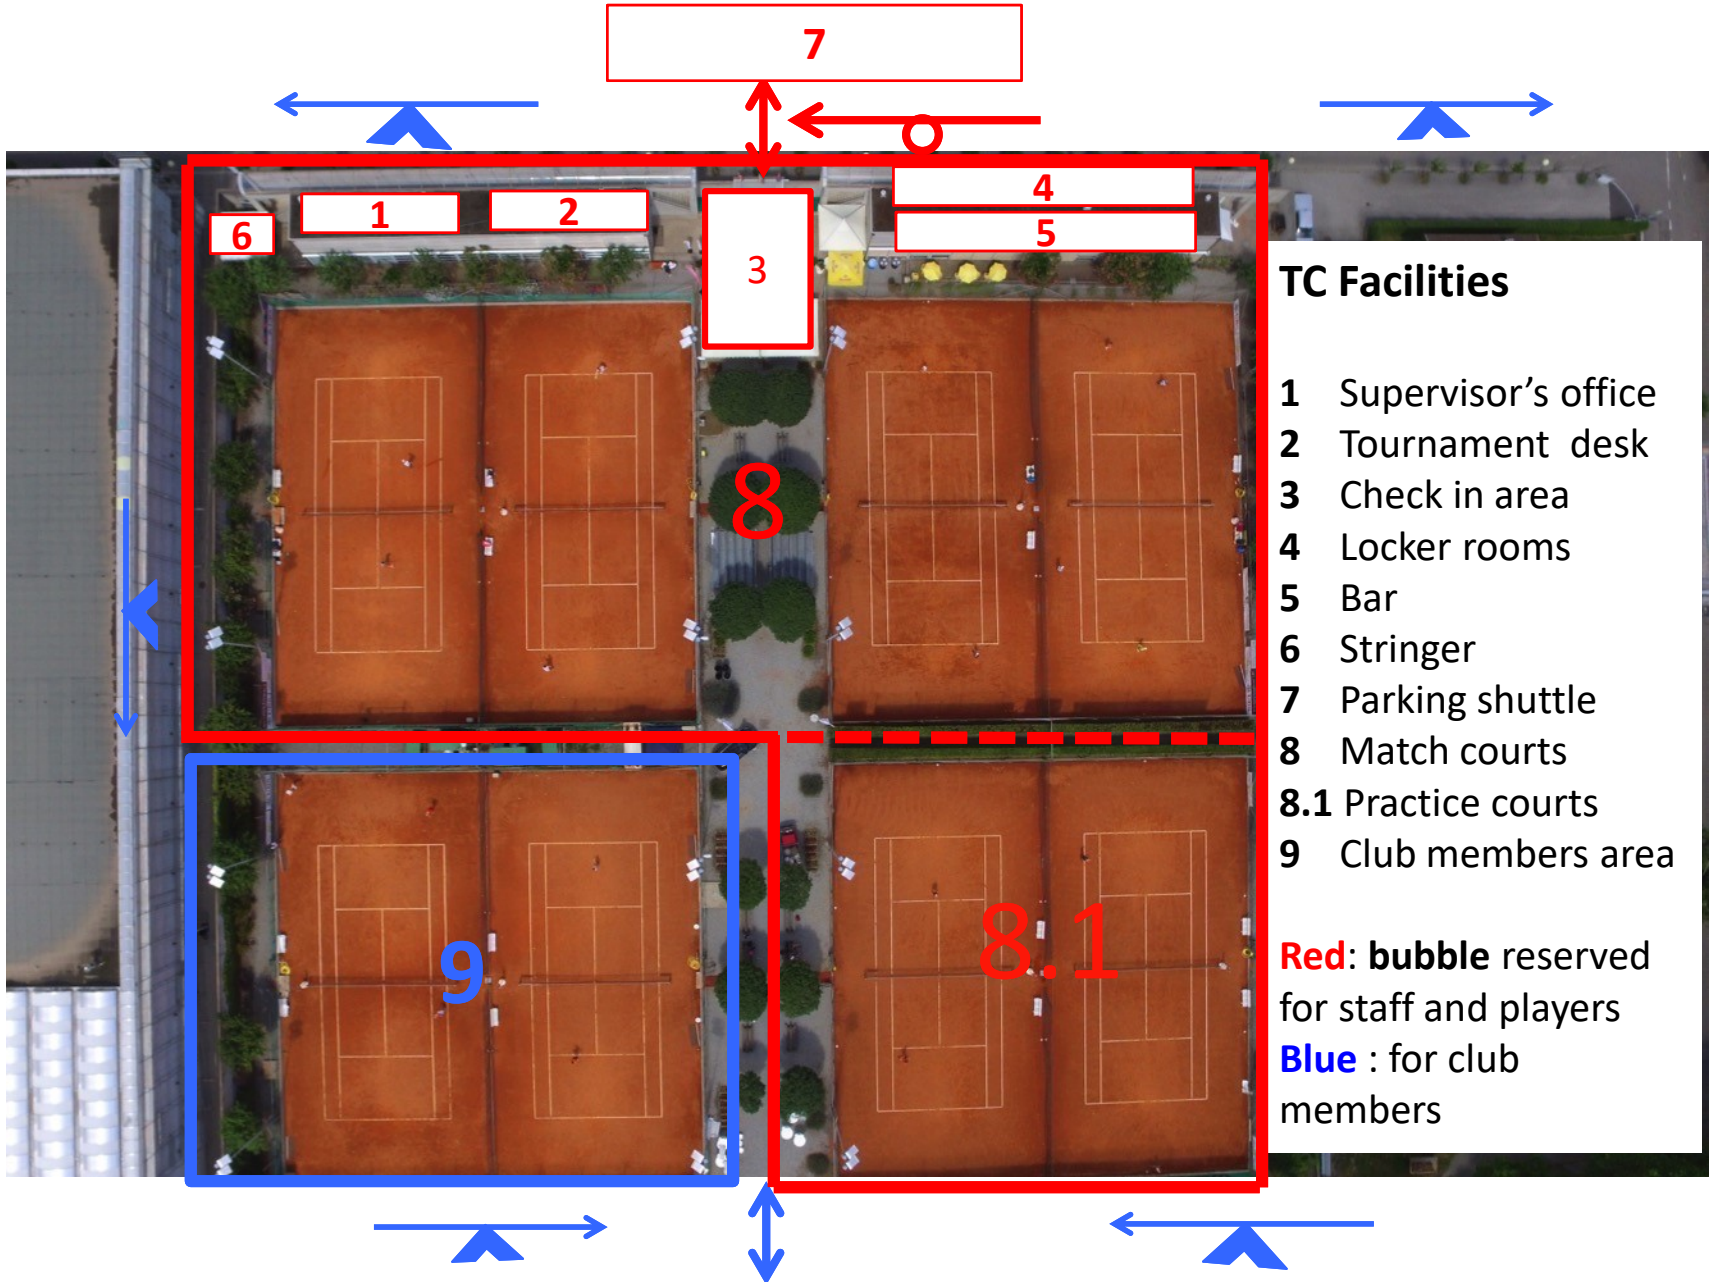 7
4
1
2
5
6
3
TC Facilities
1 Supervisor’s office
2 Tournament desk
3 Check in area
4 Locker rooms
5 Bar
6 Stringer
7 Parking shuttle
8 Match courts
8.1 Practice courts
9 Club members area
Red: bubble reserved
for staff and players
Blue : for club
members
8
8.1
9